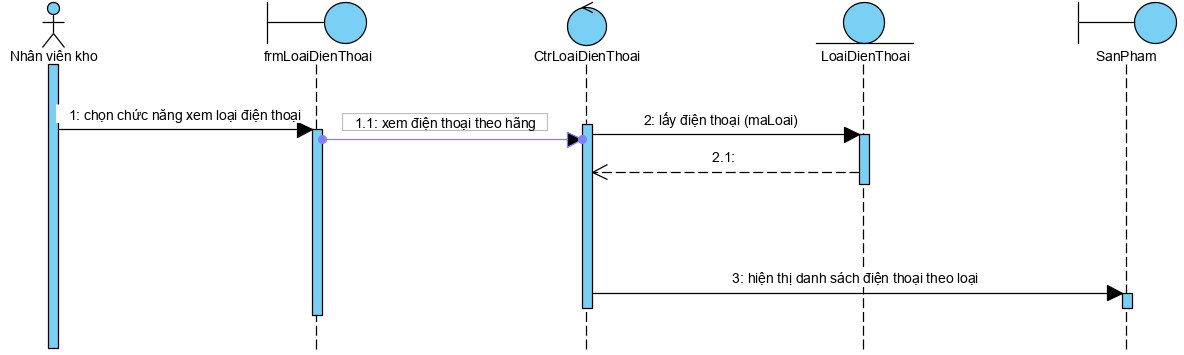 Nhân viên kho
frmLoaiDienThoai
CtrLoaiDienThoai
LoaiDienThoai
SanPham
1: chọn chức năng xem loại điện thoại
1.1: xem điện thoại theo hãng
2: lấy điện thoại (maLoai)
2.1:
3: hiện thị danh sách điện thoại theo loại